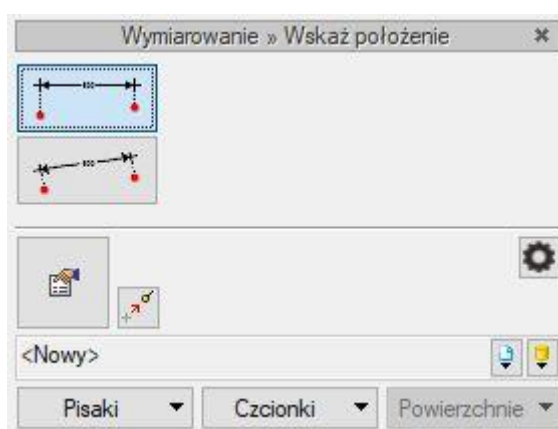 Wymiarowanie » Wskaż położenie
<Nowy>
Pisaki Czcionki Powierzchnie